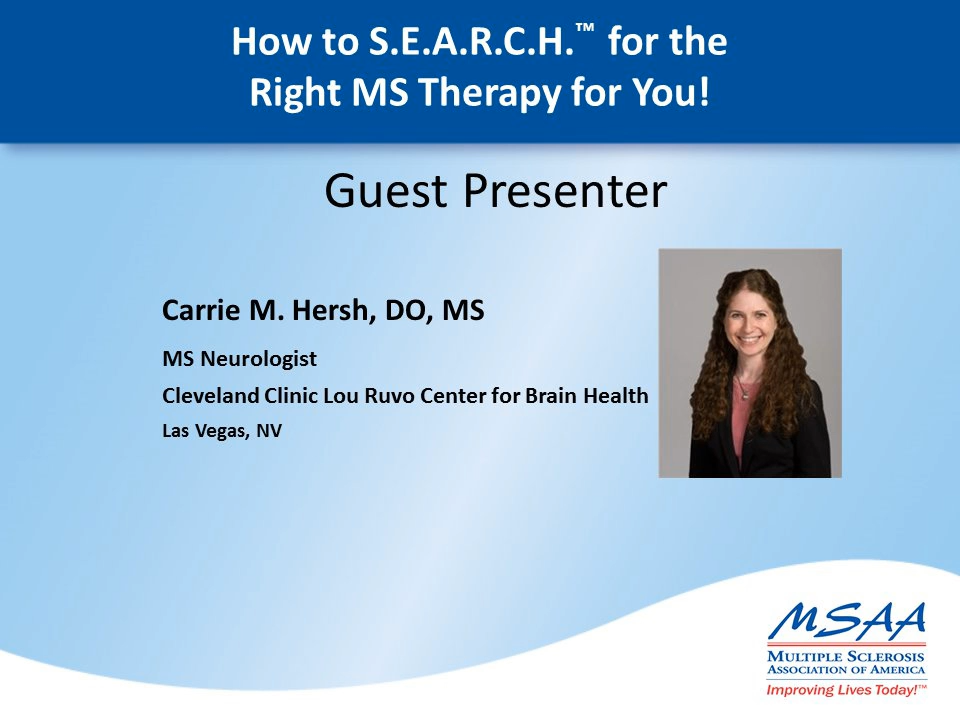 How to S.E.A.R.C.H.™ for the
Right MS Therapy for You!
Guest Presenter
Carrie M. Hersh, DO, MS
MS Neurologist
Cleveland Clinic Lou Ruvo Center for Brain Health
Las Vegas, NV
MSAA
MULTIPLE SCLEROSIS
ASSOCIATION OF AMERICA
Improving Lives Today!™